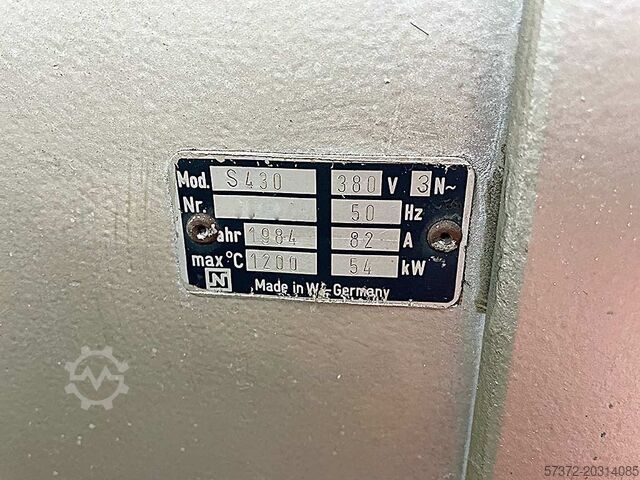 Mod. S430 380 V 3 N~
Nr. 50 Hz
ahr 1984 82 A
max°C 1200 54 kW
N Made in W.-Germany
57372-20314085